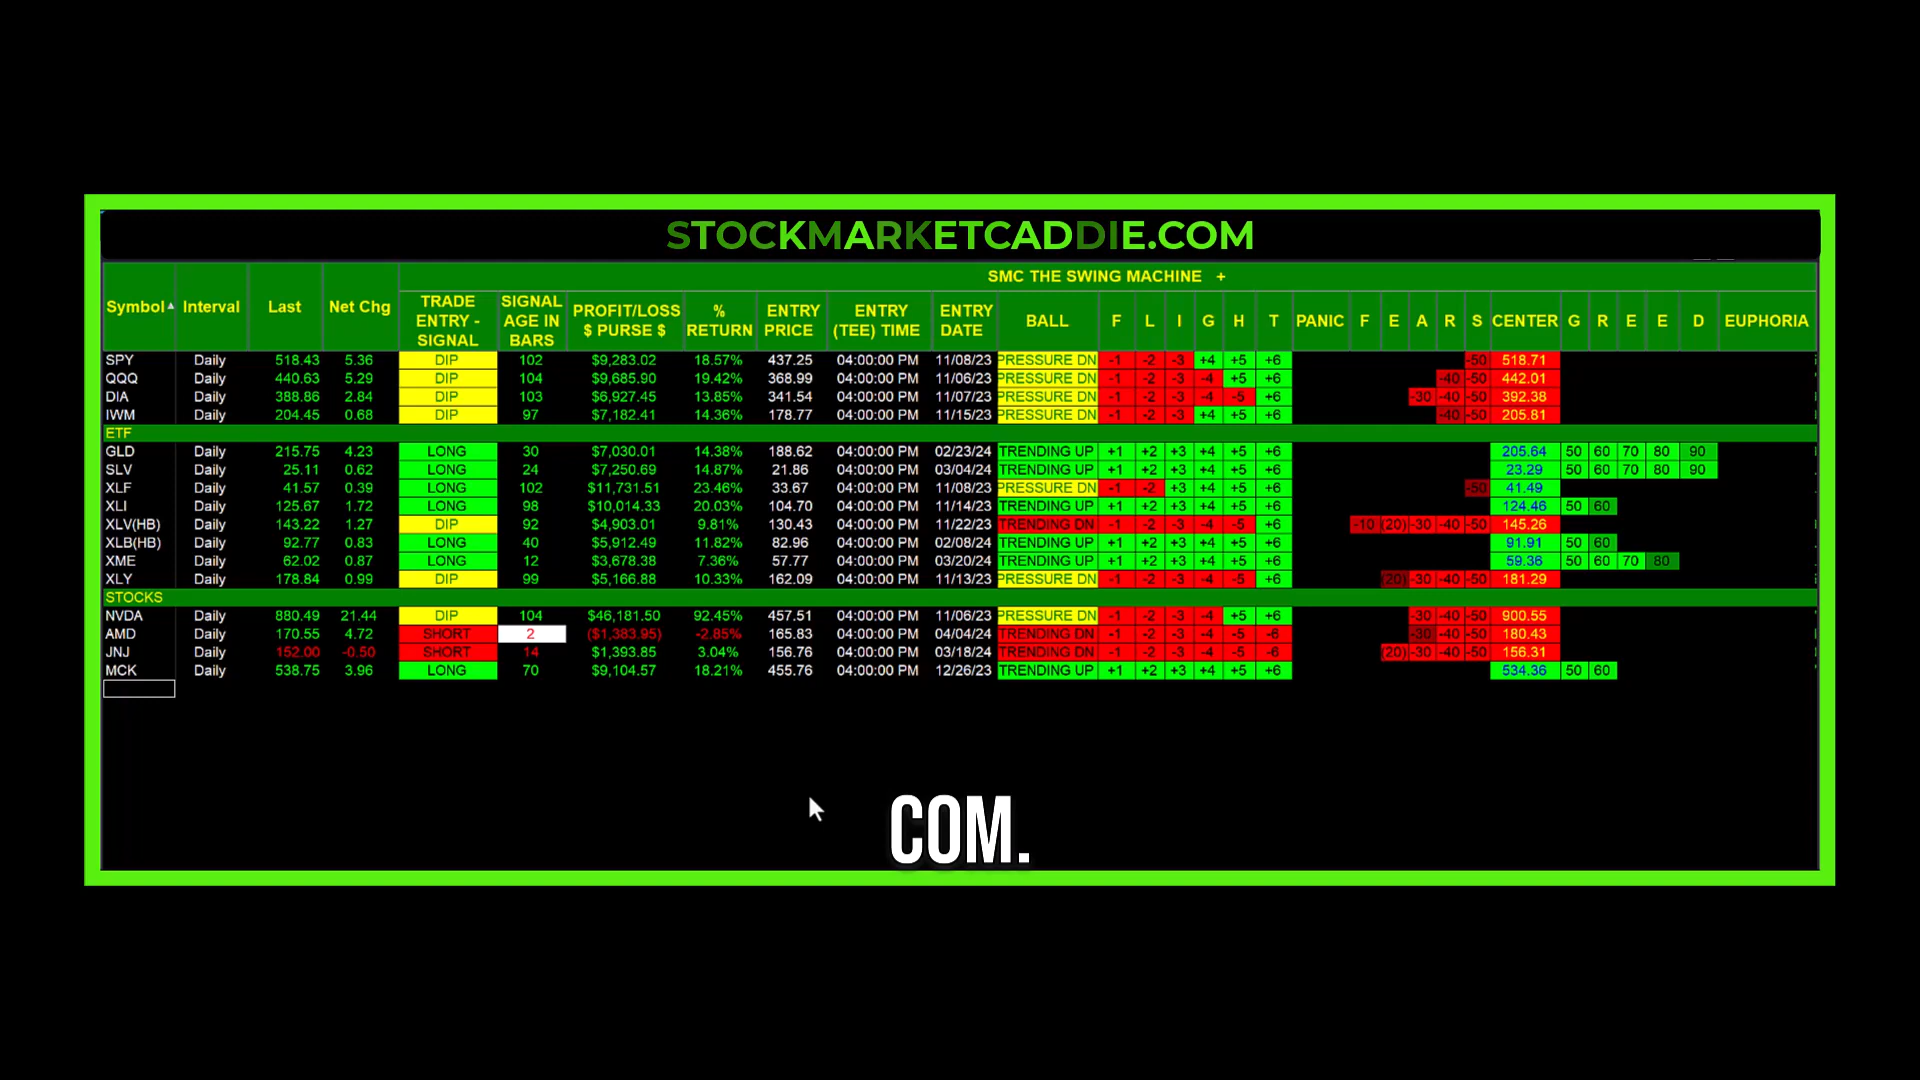 STOCKMARKETCADDIE.COM
SMC THE SWING MACHINE +
Symbol Interval Last Net Chg TRADE ENTRY - SIGNAL SIGNAL AGE IN BARS PROFIT/LOSS $ PURSE $ % RETURN ENTRY PRICE ENTRY (TEE) TIME ENTRY DATE BALL F L I G H T PANIC F E A R S CENTER G R E E D EUPHORIA
SPY Daily 518.43 5.36 DIP 102 $9,283.02 18.57% 437.25 04:00:00 PM 11/08/23 PRESSURE DN -1 -2 -3 +4 +5 +6 -50 518.71
QQQ Daily 440.63 5.29 DIP 104 $9,685.90 19.42% 368.99 04:00:00 PM 11/06/23 PRESSURE DN -1 -2 -3 -4 +5 +6 -40 -50 442.01
DIA Daily 388.86 2.84 DIP 103 $6,927.45 13.85% 341.54 04:00:00 PM 11/07/23 PRESSURE DN -1 -2 -3 -4 -5 +6 -30 -40 -50 392.38
IWM Daily 204.45 0.68 DIP 97 $7,182.41 14.36% 178.77 04:00:00 PM 11/15/23 PRESSURE DN -1 -2 -3 +4 +5 +6 -40 -50 205.81
ETF
GLD Daily 215.75 4.23 LONG 30 $7,030.01 14.38% 188.62 04:00:00 PM 02/23/24 TRENDING UP +1 +2 +3 +4 +5 +6 205.64 50 60 70 80 90
SLV Daily 25.11 0.62 LONG 24 $7,250.69 14.87% 21.86 04:00:00 PM 03/04/24 TRENDING UP +1 +2 +3 +4 +5 +6 23.29 50 60 70 80 90
XLF Daily 41.57 0.39 LONG 102 $11,731.51 23.46% 33.67 04:00:00 PM 11/08/23 PRESSURE DN -1 -2 +3 +4 +5 +6 -50 41.49
XLI Daily 125.67 1.72 LONG 98 $10,014.33 20.03% 104.70 04:00:00 PM 11/14/23 TRENDING UP +1 +2 +3 +4 +5 +6 124.46 50 60
XLV(HB) Daily 143.22 1.27 DIP 92 $4,903.01 9.81% 130.43 04:00:00 PM 11/22/23 TRENDING DN -1 -2 -3 -4 -5 +6 -10 (20) -30 -40 -50 145.26
XLB(HB) Daily 92.77 0.83 LONG 40 $5,912.49 11.82% 82.96 04:00:00 PM 02/08/24 TRENDING UP +1 +2 +3 +4 +5 +6 91.91 50 60
XME Daily 62.02 0.87 LONG 12 $3,678.38 7.36% 57.77 04:00:00 PM 03/20/24 TRENDING UP +1 +2 +3 +4 +5 +6 59.36 50 60 70 80
XLY Daily 178.84 0.99 DIP 99 $5,166.88 10.33% 162.09 04:00:00 PM 11/13/23 PRESSURE DN -1 -2 -3 -4 -5 +6 (20) -30 -40 -50 181.29
STOCKS
NVDA Daily 880.49 21.44 DIP 104 $46,181.50 92.45% 457.51 04:00:00 PM 11/06/23 PRESSURE DN -1 -2 -3 -4 +5 +6 -30 -40 -50 900.55
AMD Daily 170.55 4.72 SHORT 2 ($1,383.95) -2.85% 165.83 04:00:00 PM 04/04/24 TRENDING DN -1 -2 -3 -4 -5 -6 -30 -40 -50 180.43
JNJ Daily 152.00 -0.50 SHORT 14 $1,393.85 3.04% 156.76 04:00:00 PM 03/18/24 TRENDING DN -1 -2 -3 -4 -5 -6 (20) -30 -40 -50 156.31
MCK Daily 538.75 3.96 LONG 70 $9,104.57 18.21% 455.76 04:00:00 PM 12/26/23 TRENDING UP +1 +2 +3 +4 +5 +6 534.36 50 60
COM.